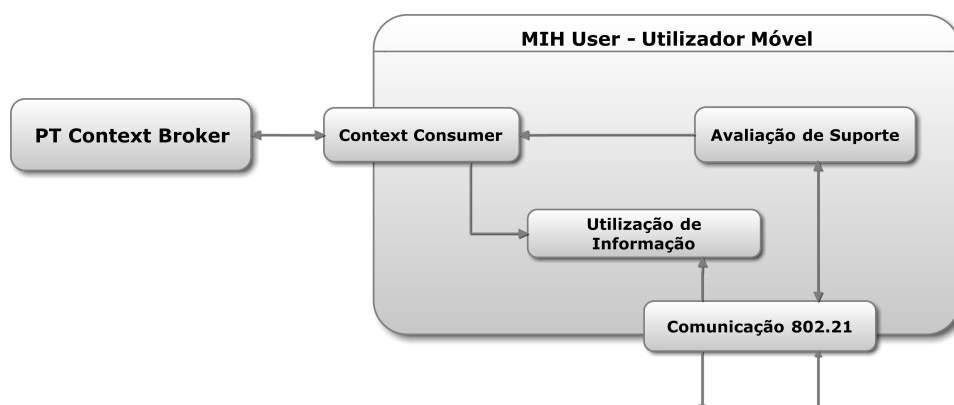 MIH User - Utilizador Móvel
PT Context Broker
Context Consumer
Avaliação de Suporte
Utilização de
Informação
Comunicação 802.21